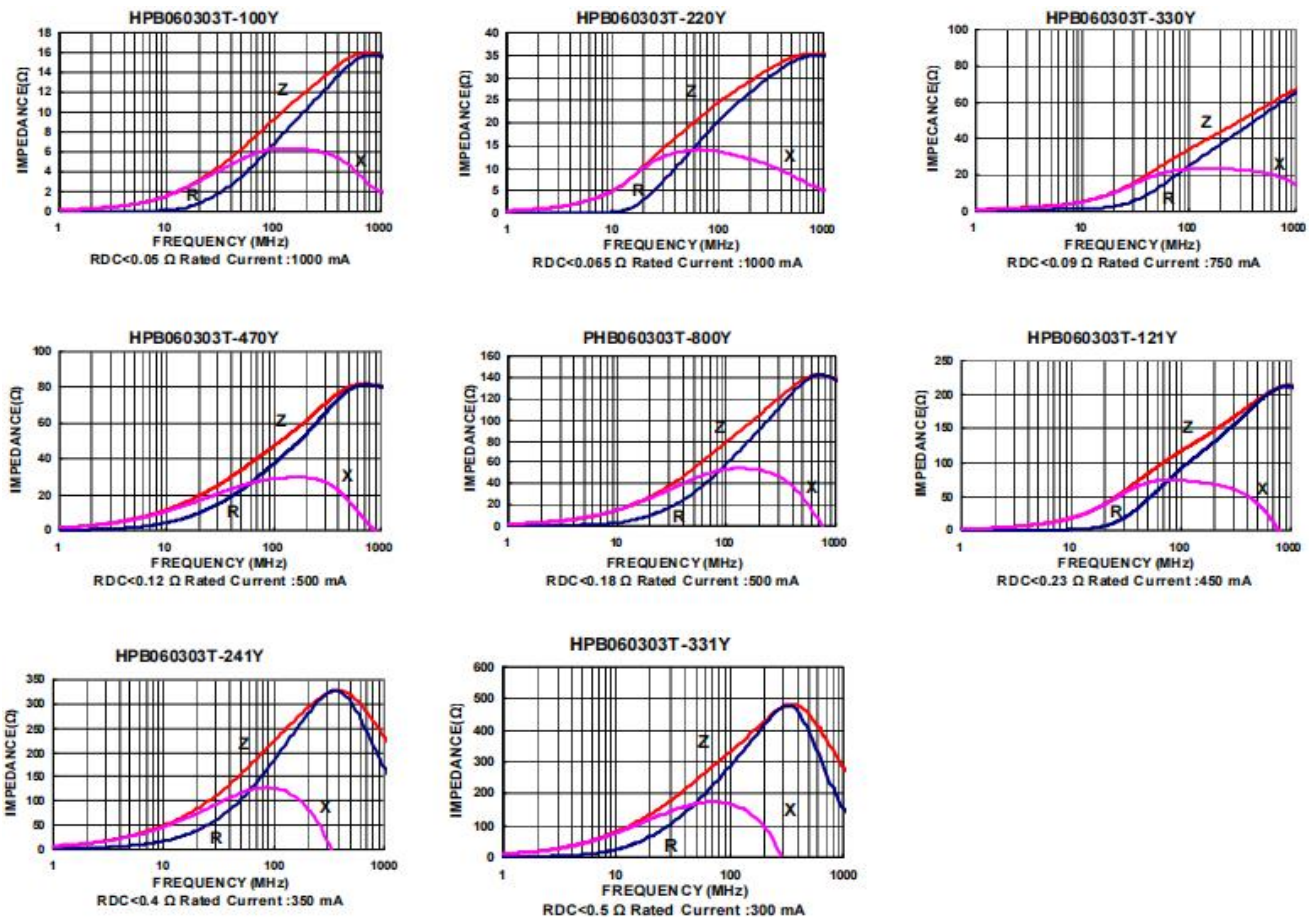 HPB060303T-100Y
IMPEDANCE(Ω)
18
16
14
12
10
8
6
4
2
0
Z
R
X
1
10
100
1000
FREQUENCY (MHz)
RDC<0.05 Ω Rated Current :1000 mA
HPB060303T-220Y
IMPEDANCE(Ω)
40
35
30
25
20
15
10
5
0
Z
R
X
1
10
100
1000
FREQUENCY (MHz)
RDC<0.065 Ω Rated Current :1000 mA
HPB060303T-330Y
IMPECANCE(Ω)
100
80
60
40
20
0
Z
R
X
1
10
100
1000
FREQUENCY (MHz)
RDC<0.09 Ω Rated Current :750 mA
HPB060303T-470Y
IMPEDANCE(Ω)
100
80
60
40
20
0
Z
R
X
1
10
100
1000
FREQUENCY (MHz)
RDC<0.12 Ω Rated Current :500 mA
PHB060303T-800Y
IMPEDANCE(Ω)
160
140
120
100
80
60
40
20
0
Z
R
X
1
10
100
1000
FREQUENCY (MHz)
RDC<0.18 Ω Rated Current :500 mA
HPB060303T-121Y
IMPEDANCE(Ω)
250
200
150
100
50
0
Z
R
X
1
10
100
1000
FREQUENCY (MHz)
RDC<0.23 Ω Rated Current :450 mA
HPB060303T-241Y
IMPEDANCE(Ω)
350
300
250
200
150
100
50
0
Z
R
X
1
10
100
1000
FREQUENCY (MHz)
RDC<0.4 Ω Rated Current :350 mA
HPB060303T-331Y
IMPEDANCE(Ω)
600
500
400
300
200
100
0
Z
R
X
1
10
100
1000
FREQUENCY (MHz)
RDC<0.5 Ω Rated Current :300 mA